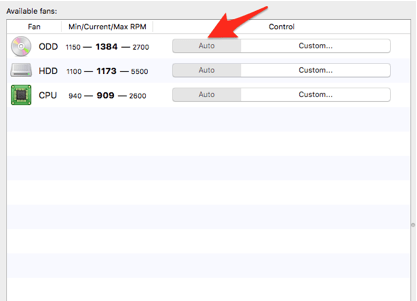 Available fans:
Fan Min/Current/Max RPM Control
ODD 1150 — 1384 — 2700 Auto Custom...
HDD 1100 — 1173 — 5500 Auto Custom...
CPU 940 — 909 — 2600 Auto Custom...